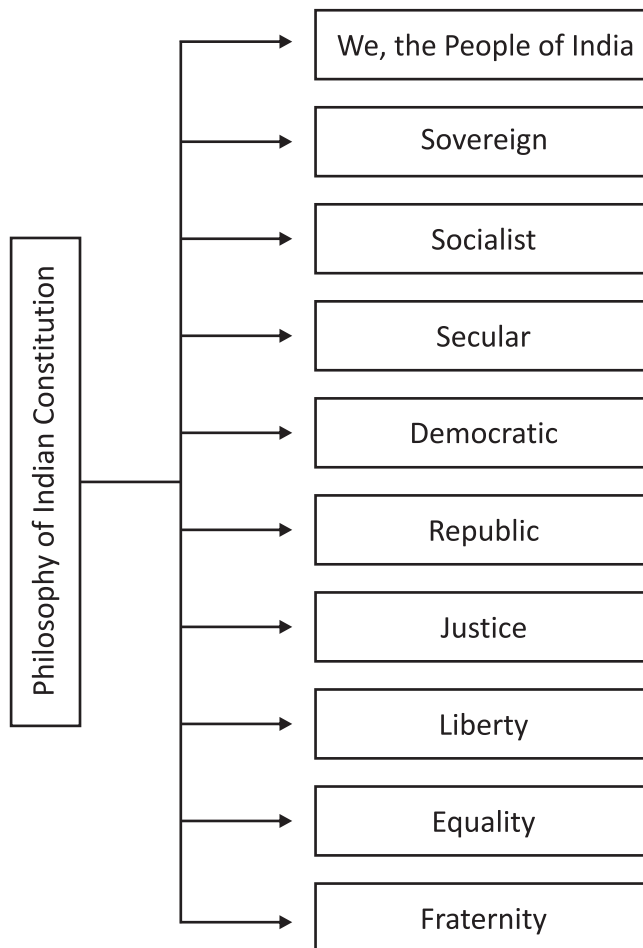 Philosophy of Indian Constitution
We, the People of India
Sovereign
Socialist
Secular
Democratic
Republic
Justice
Liberty
Equality
Fraternity